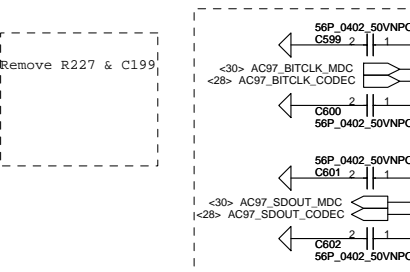 Remove R227 & C199
56P_0402_50VNPO
C599 2 1
<30> AC97_BITCLK_MDC
<28> AC97_BITCLK_CODEC
2 1
C600
56P_0402_50VNPO
56P_0402_50VNPO
C601 2 1
<30> AC97_SDOUT_MDC
<28> AC97_SDOUT_CODEC
2 1
C602
56P_0402_50VNPO